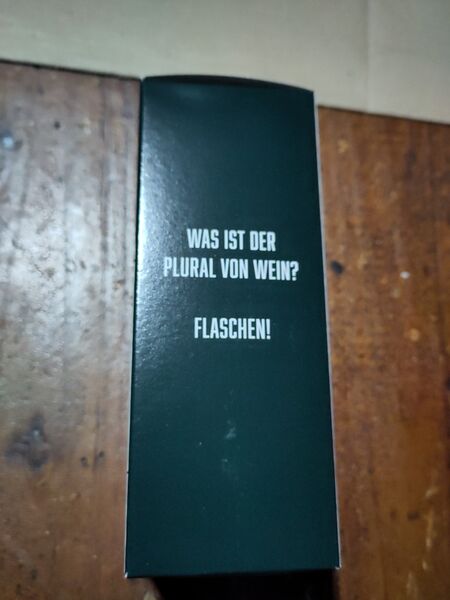 WAS IST DER
PLURAL VON WEIN?
FLASCHEN!